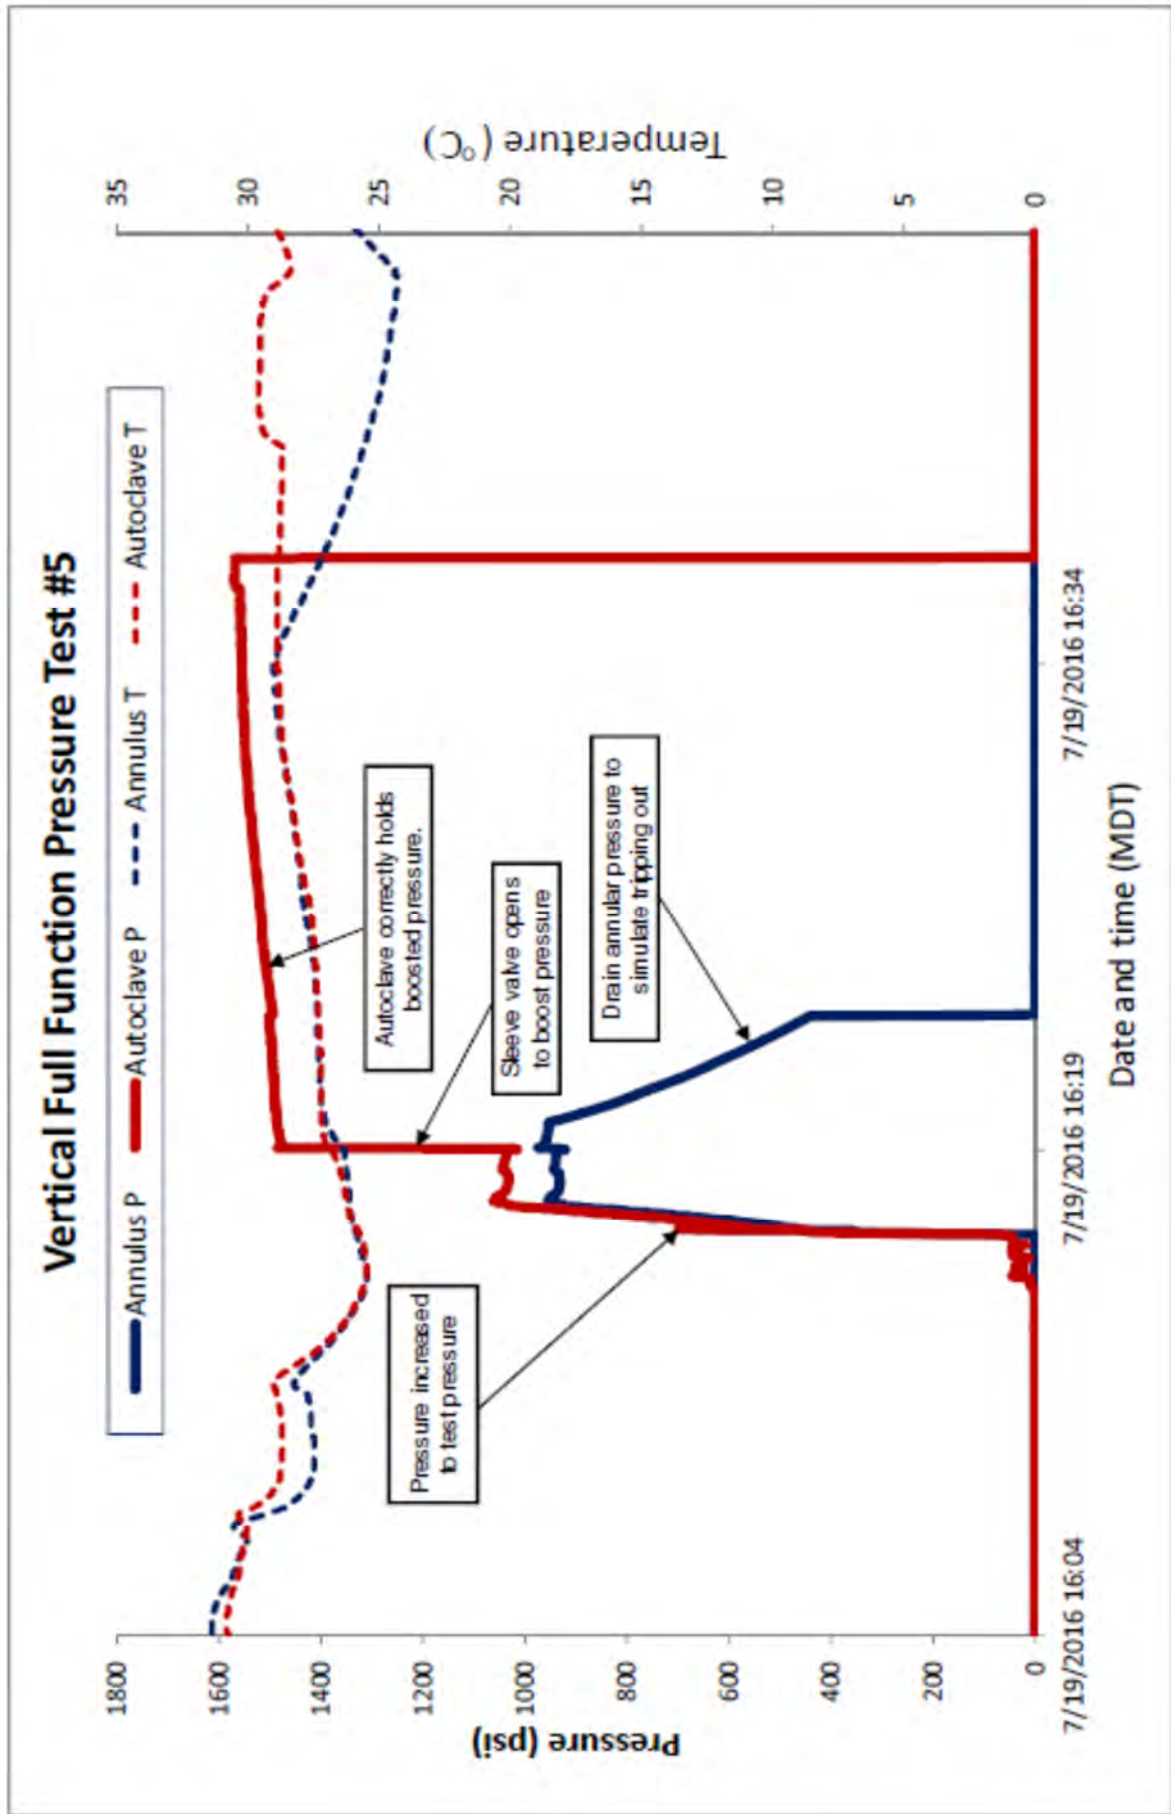 Vertical Full Function Pressure Test #5
Annulus P
Autoclave P
Annulus T
Autoclave T
Pressure (psi)
1800
1600
1400
1200
1000
800
600
400
200
0
Temperature (°C)
35
30
25
20
15
10
5
0
Autoclave correctly holds
boosted pressure.
Sleeve valve opens
to boost pressure
Drain annular pressure to
simulate tripping out
Pressure increased
to test pressure
7/19/2016 16:04
7/19/2016 16:19
7/19/2016 16:34
Date and time (MDT)